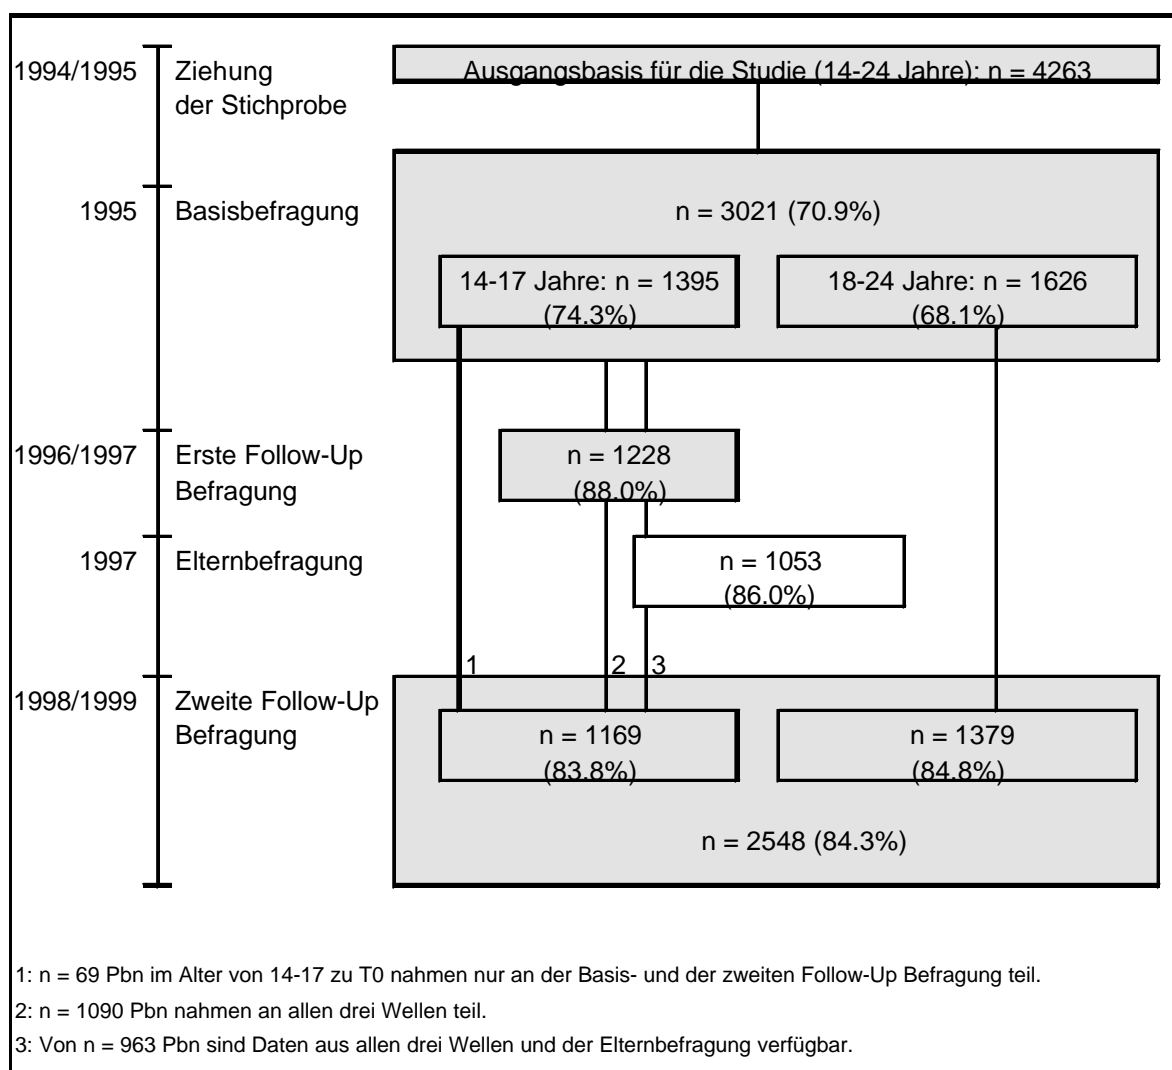 1994/1995
Ziehung
der Stichprobe
Ausgangsbasis für die Studie (14-24 Jahre): n = 4263
1995
Basisbefragung
n = 3021 (70.9%)
14-17 Jahre: n = 1395
(74.3%)
18-24 Jahre: n = 1626
(68.1%)
1996/1997
Erste Follow-Up
Befragung
n = 1228
(88.0%)
1997
Elternbefragung
n = 1053
(86.0%)
1
2
3
1998/1999
Zweite Follow-Up
Befragung
n = 1169
(83.8%)
n = 1379
(84.8%)
n = 2548 (84.3%)
1: n = 69 Pbn im Alter von 14-17 zu T0 nahmen nur an der Basis- und der zweiten Follow-Up Befragung teil.
2: n = 1090 Pbn nahmen an allen drei Wellen teil.
3: Von n = 963 Pbn sind Daten aus allen drei Wellen und der Elternbefragung verfügbar.